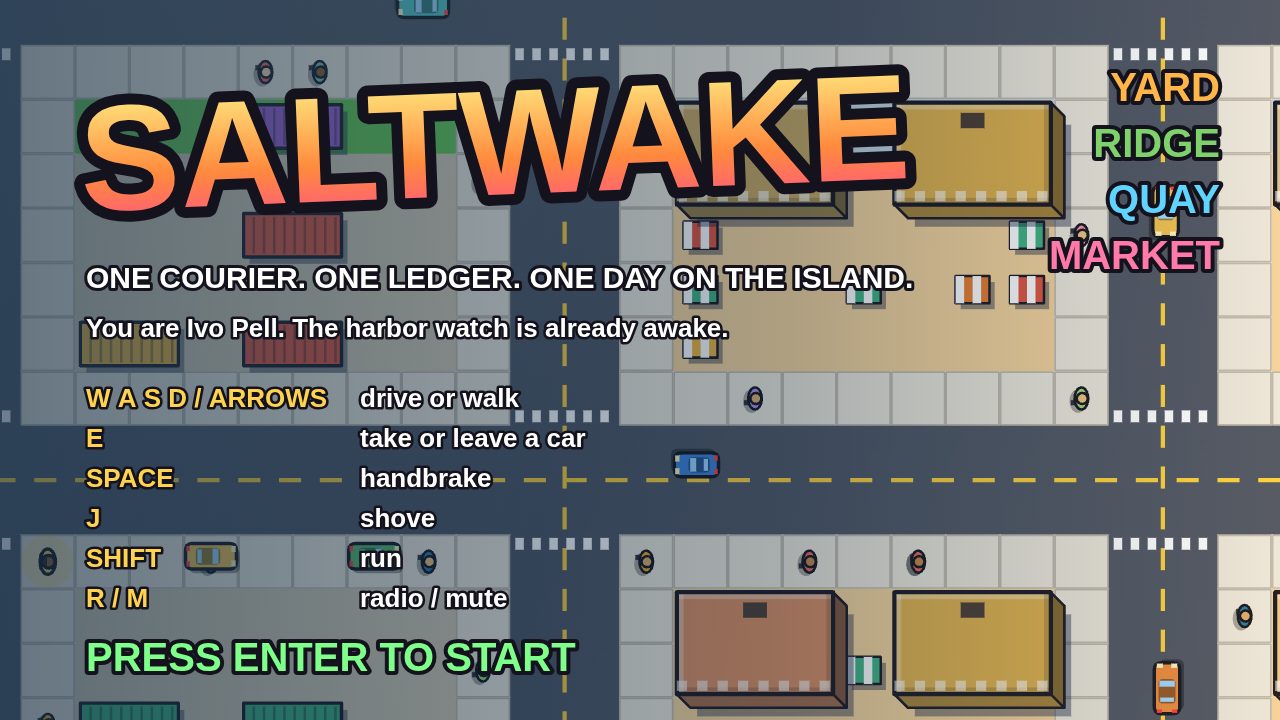 SALTWAKE
YARD
RIDGE
QUAY
MARKET
ONE COURIER. ONE LEDGER. ONE DAY ON THE ISLAND.
You are Ivo Pell. The harbor watch is already awake.
W A S D / ARROWS drive or walk
E take or leave a car
SPACE handbrake
J shove
SHIFT run
R / M radio / mute
PRESS ENTER TO START